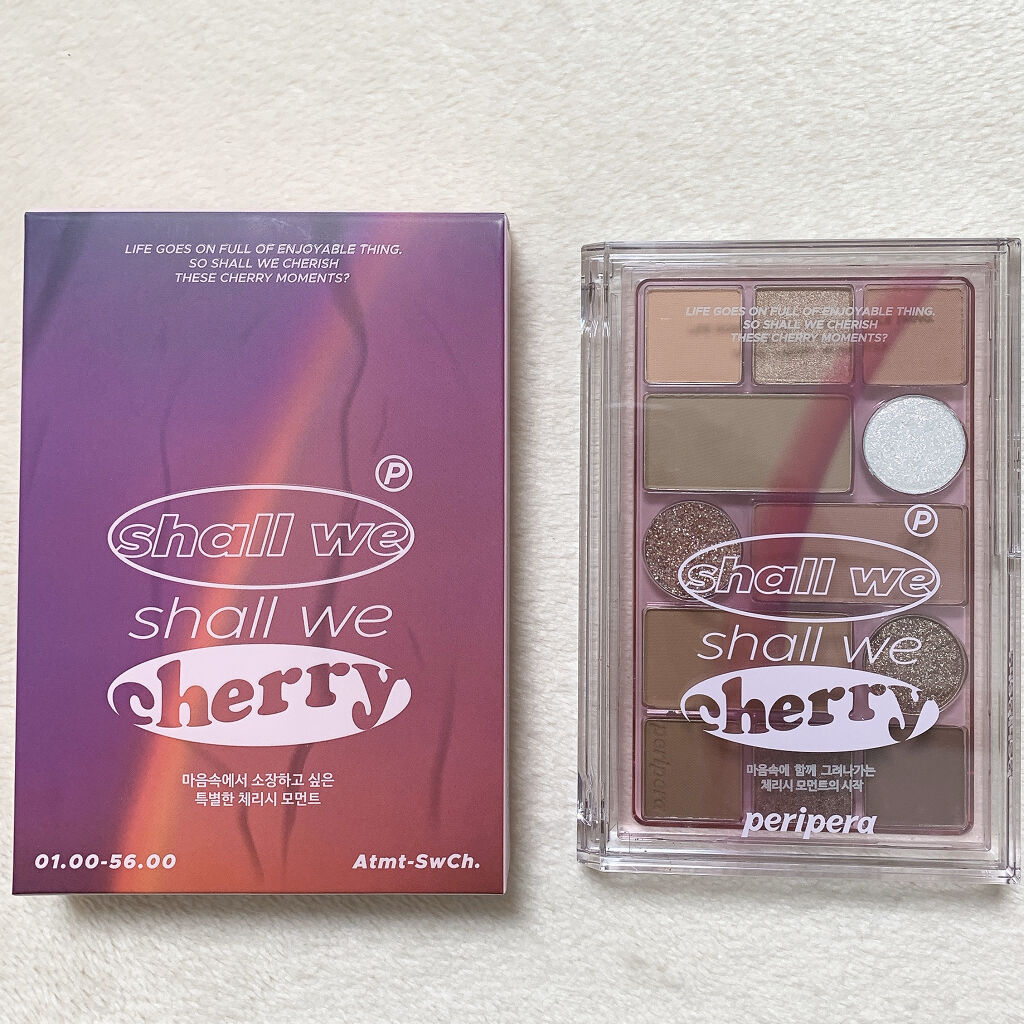 LIFE GOES ON FULL OF ENJOYABLE THING.
SO SHALL WE CHERISH
THESE CHERRY MOMENTS?
P
shall we
shall we
cherry
마음속에서 소장하고 싶은
특별한 체리시 모먼트
01.00-56.00
Atmt-SwCh.
LIFE GOES ON FULL OF ENJOYABLE THING.
SO SHALL WE CHERISH
THESE CHERRY MOMENTS?
P
shall we
shall we
cherry
peripera
마음속에 함께 그려나가는
체리시 모먼트의 시작
peripera